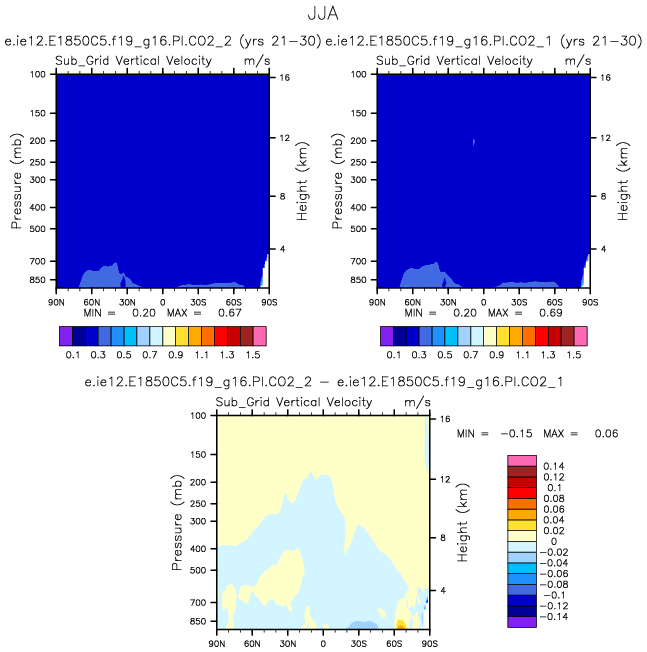 JJA
e.ie12.E1850C5.f19_g16.PI.CO2_2 (yrs 21-30) e.ie12.E1850C5.f19_g16.PI.CO2_1 (yrs 21-30)
Sub_Grid Vertical Velocity m/s Sub_Grid Vertical Velocity m/s
100 16 100 16
150 150
200 12 200 12
250 250
300 8 300 8
400 400
500 500
700 4 700 4
850 850
Pressure (mb) Height (km) Pressure (mb) Height (km)
90N 60N 30N 0 30S 60S 90S 90N 60N 30N 0 30S 60S 90S
MIN = 0.20 MAX = 0.67 MIN = 0.20 MAX = 0.69
0.1 0.3 0.5 0.7 0.9 1.1 1.3 1.5 0.1 0.3 0.5 0.7 0.9 1.1 1.3 1.5
e.ie12.E1850C5.f19_g16.PI.CO2_2 - e.ie12.E1850C5.f19_g16.PI.CO2_1
Sub_Grid Vertical Velocity m/s
MIN = -0.15 MAX = 0.06
100 16
150
200 12
250
300 8
400
500
700 4
850
Pressure (mb) Height (km)
90N 60N 30N 0 30S 60S 90S
0.14
0.12
0.1
0.08
0.06
0.04
0.02
0
-0.02
-0.04
-0.06
-0.08
-0.1
-0.12
-0.14